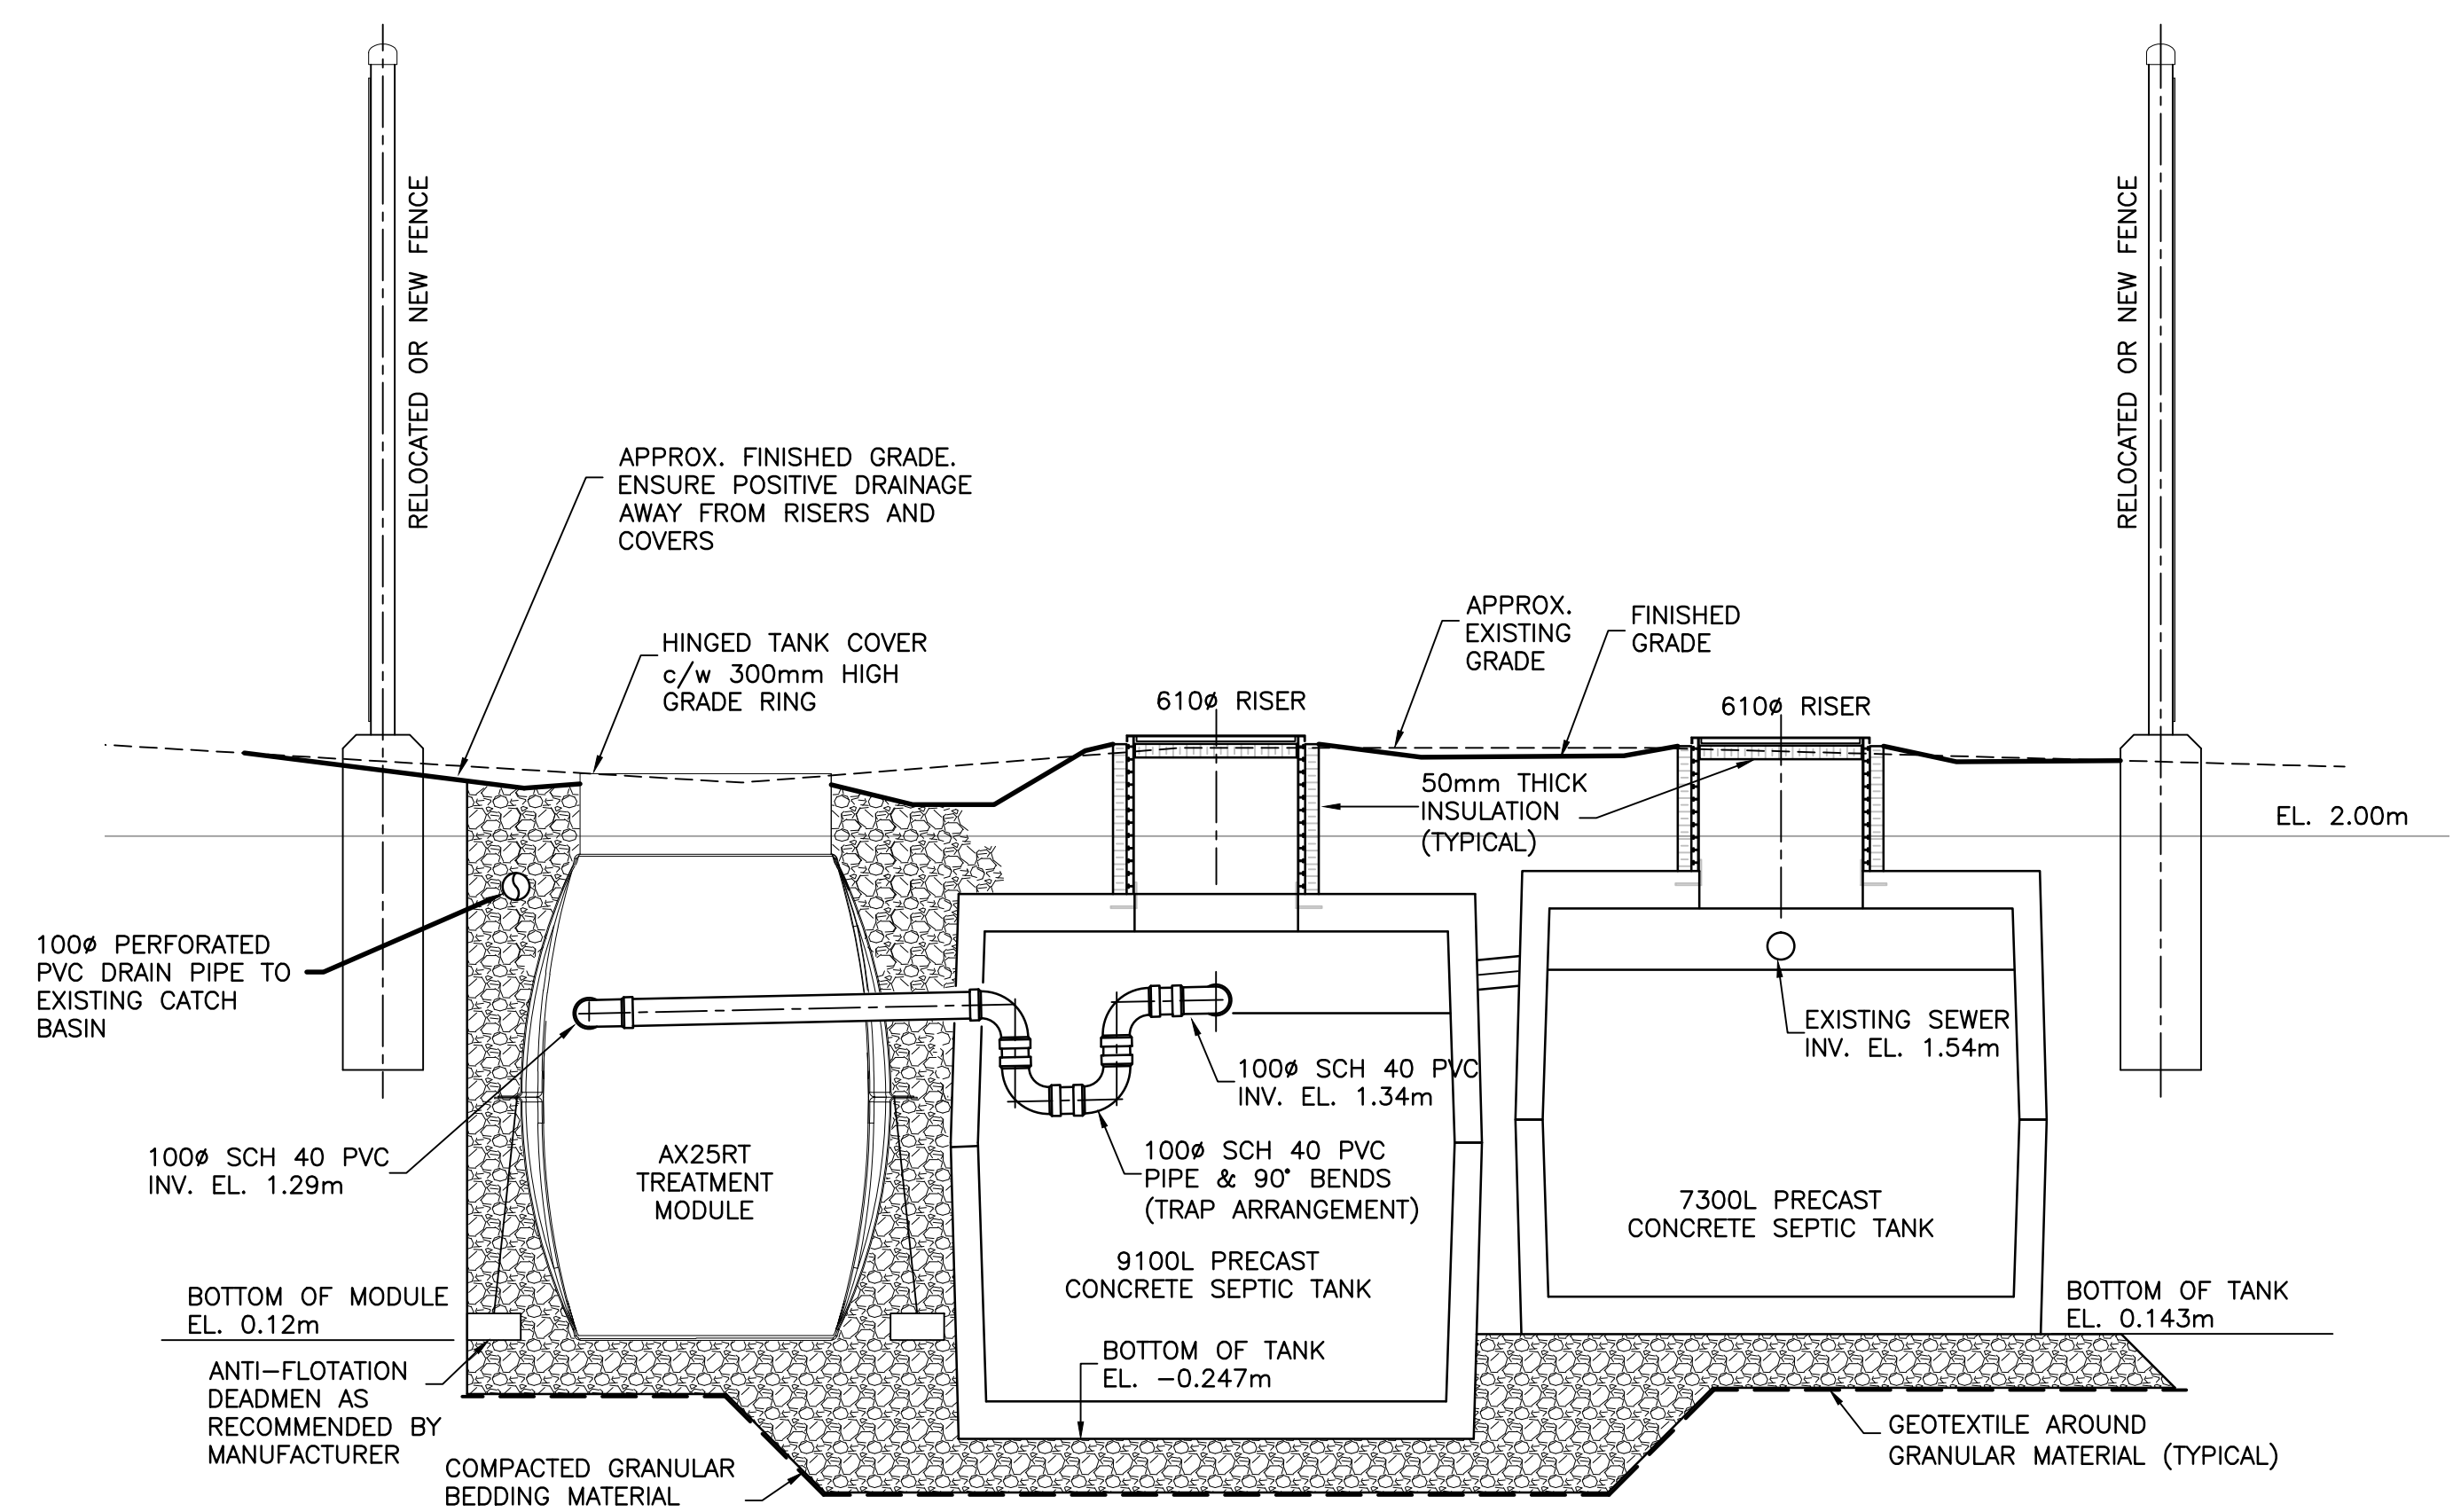 RELOCATED OR NEW FENCE
RELOCATED OR NEW FENCE
APPROX. FINISHED GRADE.
ENSURE POSITIVE DRAINAGE
AWAY FROM RISERS AND
COVERS
HINGED TANK COVER
c/w 300mm HIGH
GRADE RING
610ø RISER
APPROX.
EXISTING
GRADE
FINISHED
GRADE
610ø RISER
50mm THICK
INSULATION
(TYPICAL)
EL. 2.00m
100ø PERFORATED
PVC DRAIN PIPE TO
EXISTING CATCH
BASIN
EXISTING SEWER
INV. EL. 1.54m
100ø SCH 40 PVC
INV. EL. 1.34m
100ø SCH 40 PVC
INV. EL. 1.29m
AX25RT
TREATMENT
MODULE
100ø SCH 40 PVC
PIPE & 90° BENDS
(TRAP ARRANGEMENT)
7300L PRECAST
CONCRETE SEPTIC TANK
9100L PRECAST
CONCRETE SEPTIC TANK
BOTTOM OF MODULE
EL. 0.12m
BOTTOM OF TANK
EL. 0.143m
BOTTOM OF TANK
EL. -0.247m
ANTI-FLOTATION
DEADMEN AS
RECOMMENDED BY
MANUFACTURER
GEOTEXTILE AROUND
GRANULAR MATERIAL (TYPICAL)
COMPACTED GRANULAR
BEDDING MATERIAL